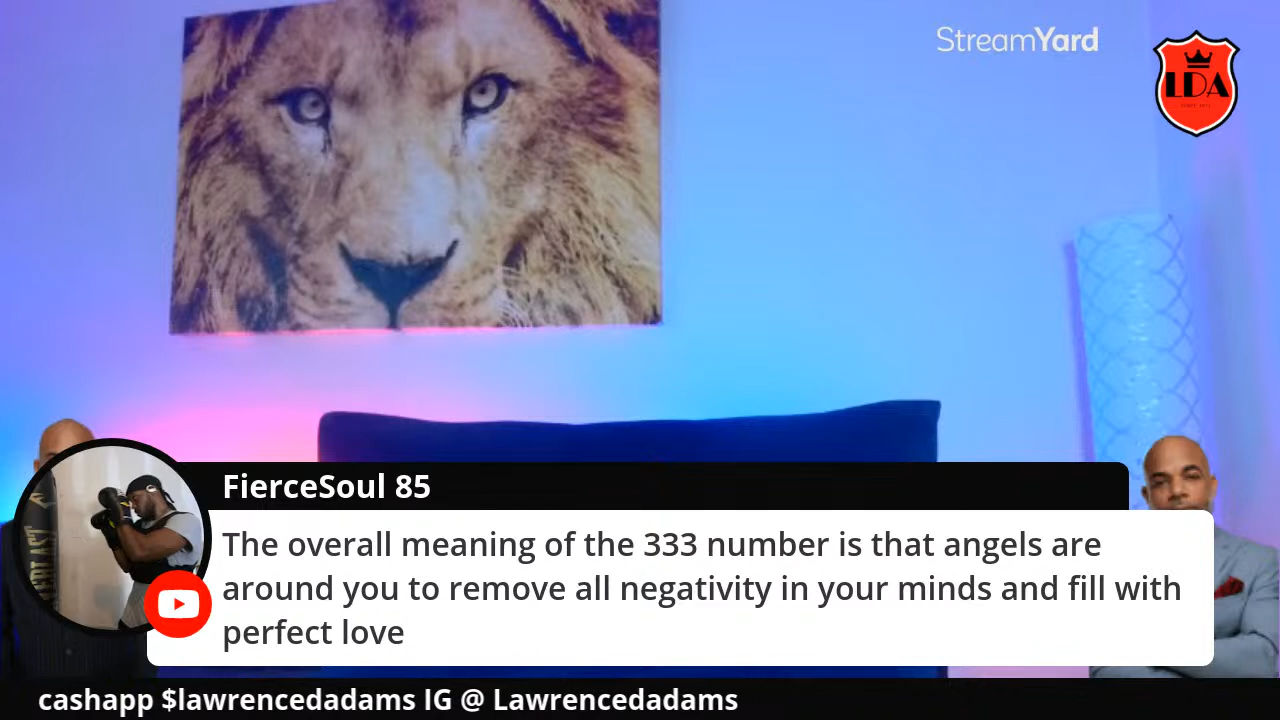 StreamYard
LDA
EVERLAST
FierceSoul 85
The overall meaning of the 333 number is that angels are
around you to remove all negativity in your minds and fill with
perfect love
cashapp $lawrencedadams IG @ Lawrencedadams